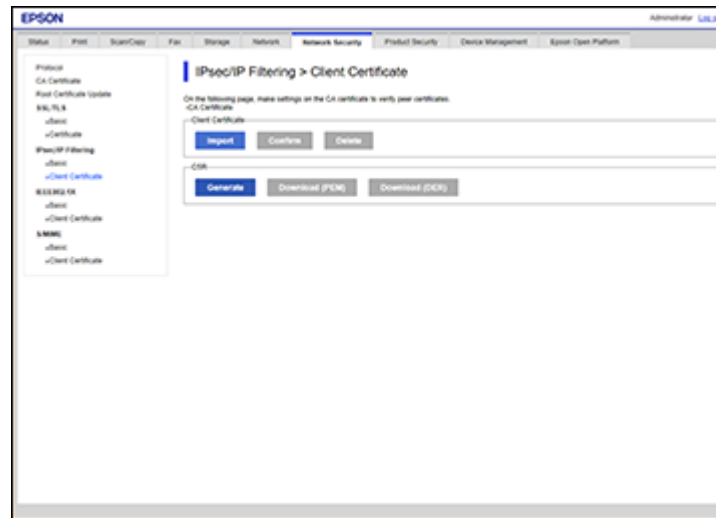 EPSON
Administrator Log o
Status Print Scan/Copy Fax Storage Network Network Security Product Security Device Management Epson Open Platform
Protocol
CA Certificate
Root Certificate Update
SSL/TLS
»Basic
»Certificate
IPsec/IP Filtering
»Basic
»Client Certificate
IEEE802.1X
»Basic
»Client Certificate
S/MIME
»Basic
»Client Certificate
IPsec/IP Filtering > Client Certificate
On the following page, make settings on the CA certificate to verify peer certificates.
-CA Certificate
Client Certificate
Import Confirm Delete
CSR
Generate Download (PEM) Download (DER)